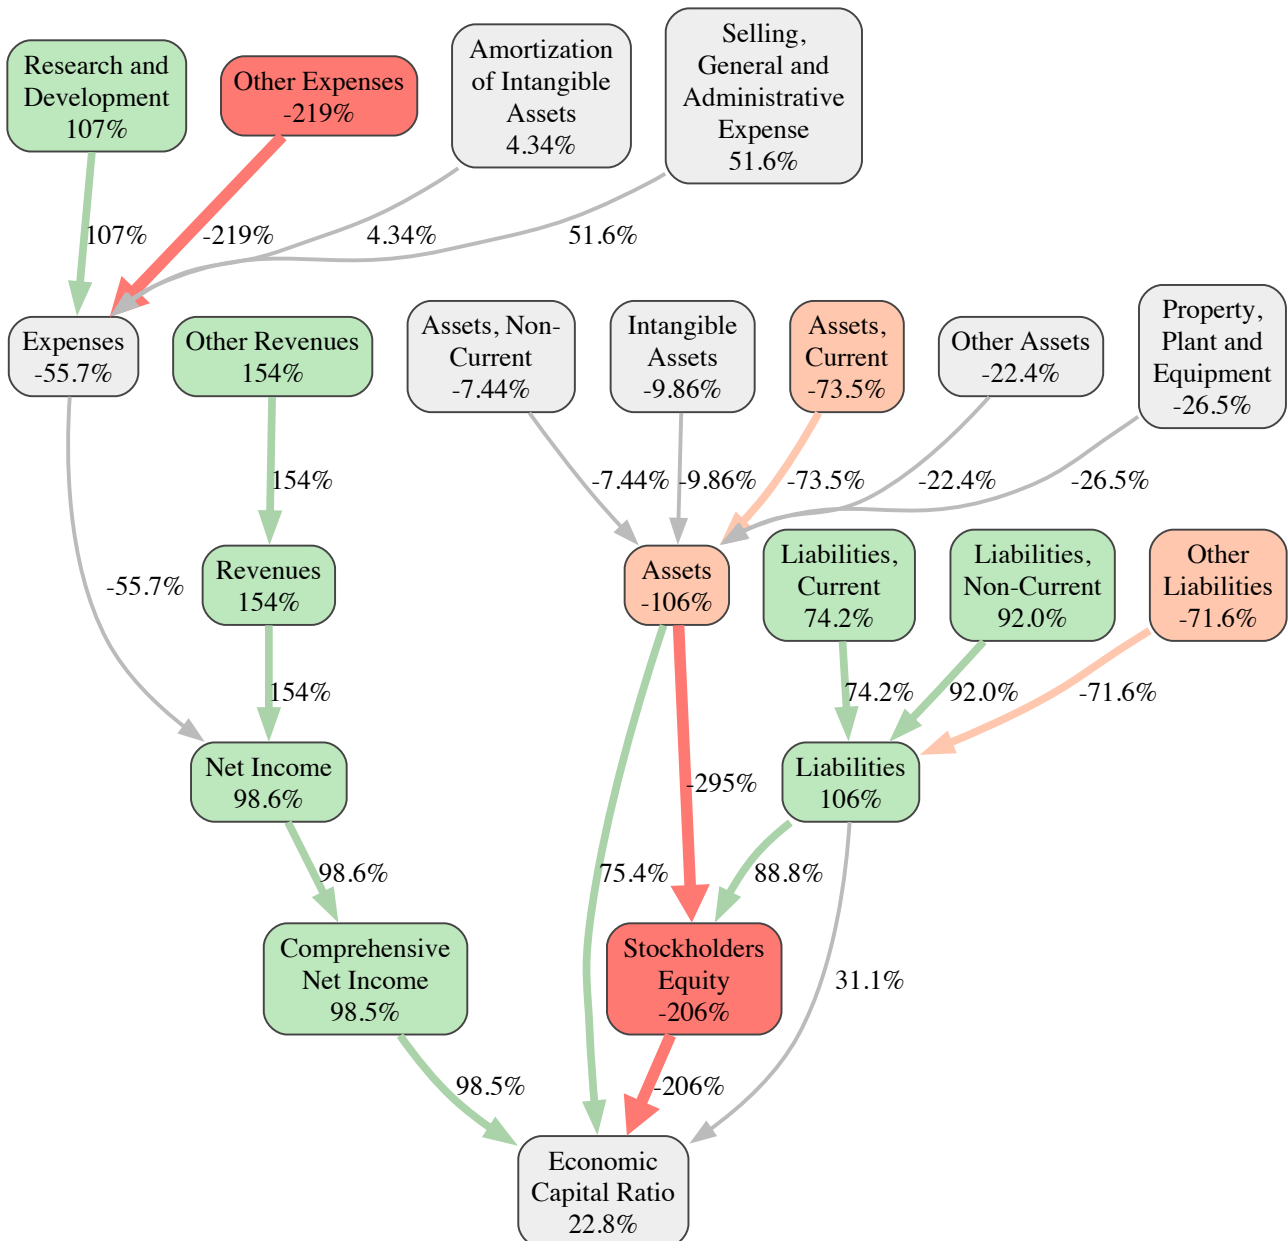 Research and
Development
107%
Other Expenses
-219%
Amortization
of Intangible
Assets
4.34%
Selling,
General and
Administrative
Expense
51.6%
107%
-219%
4.34%
51.6%
Expenses
-55.7%
Other Revenues
154%
Assets, Non-
Current
-7.44%
Intangible
Assets
-9.86%
Assets,
Current
-73.5%
Other Assets
-22.4%
Property,
Plant and
Equipment
-26.5%
154%
-7.44%
-9.86%
-73.5%
-22.4%
-26.5%
-55.7%
Revenues
154%
Assets
-106%
Liabilities,
Current
74.2%
Liabilities,
Non-Current
92.0%
Other
Liabilities
-71.6%
154%
74.2%
92.0%
-71.6%
Net Income
98.6%
-295%
Liabilities
106%
98.6%
75.4%
88.8%
Comprehensive
Net Income
98.5%
Stockholders
Equity
-206%
31.1%
98.5%
-206%
Economic
Capital Ratio
22.8%